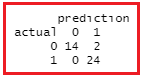 prediction
actual 0 1
0 14 2
1 0 24